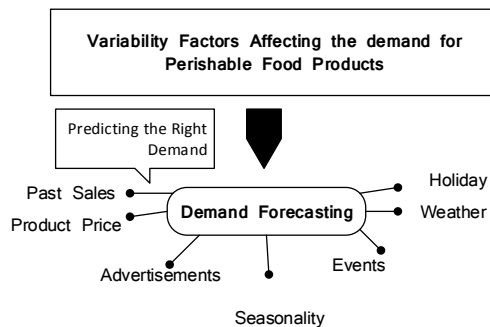 Variability Factors Affecting the demand for
Perishable Food Products
Predicting the Right
Demand
Past Sales
Product Price
Advertisements
Demand Forecasting
Seasonality
Events
Weather
Holiday